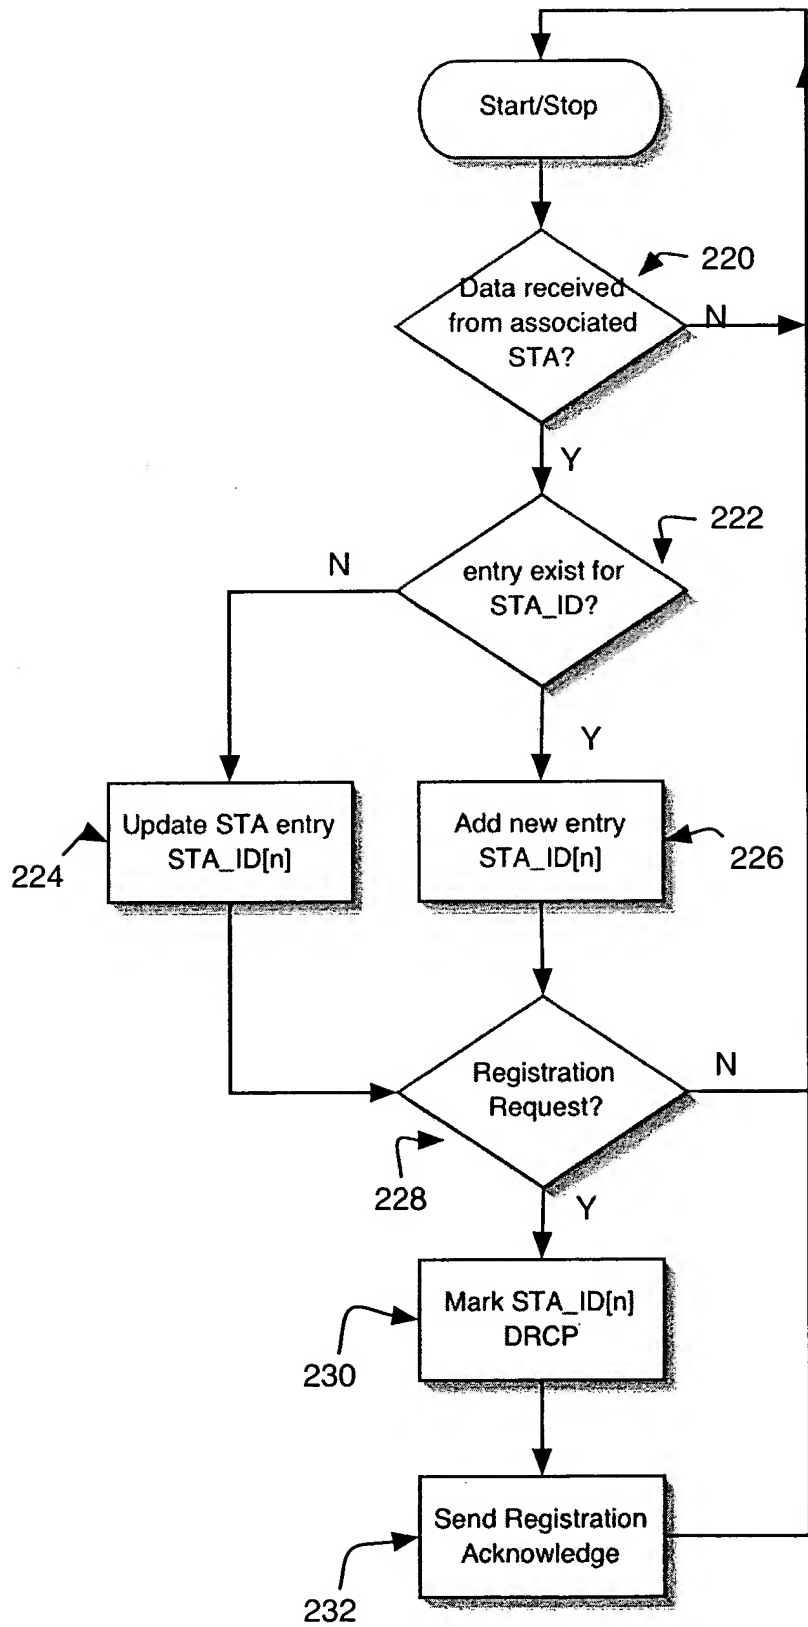 Start/Stop
220
Data received
from associated
STA?
N
Y
222
N
entry exist for
STA_ID?
Y
Update STA entry
STA_ID[n]
224
Add new entry
STA_ID[n]
226
Registration
Request?
N
228
Y
Mark STA_ID[n]
DRCP
230
Send Registration
Acknowledge
232